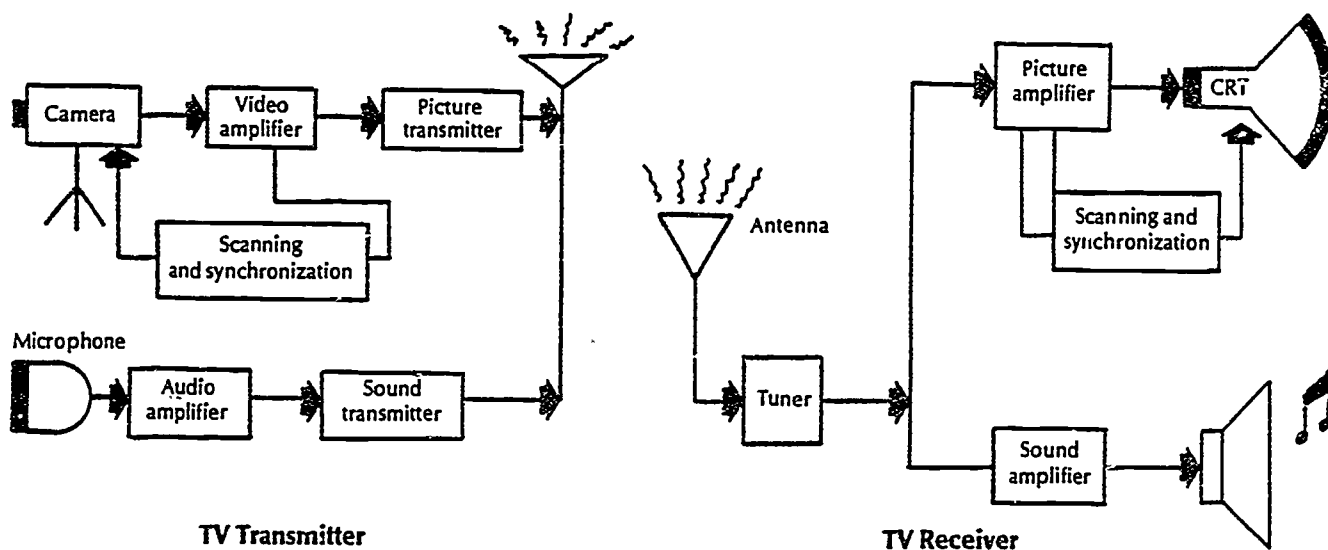 Camera
Video
amplifier
Picture
transmitter
Scanning
and synchronization
Microphone
Audio
amplifier
Sound
transmitter
TV Transmitter
Antenna
Tuner
Picture
amplifier
CRT
Scanning and
synchronization
Sound
amplifier
TV Receiver